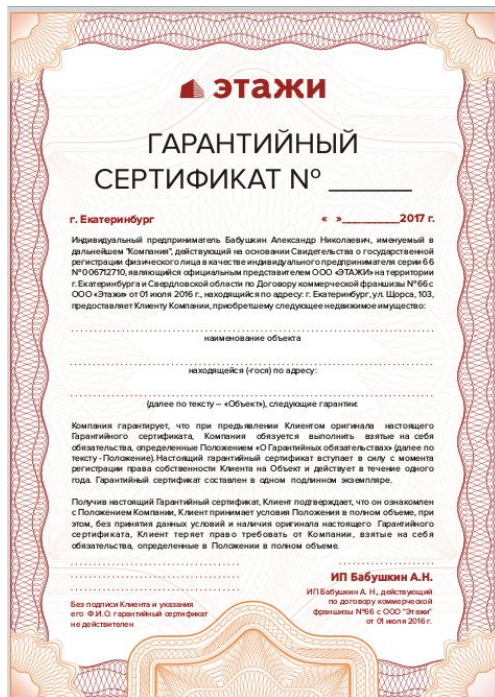 этажи
ГАРАНТИЙНЫЙ
СЕРТИФИКАТ № ______
г. Екатеринбург « »__________2017 г.
Индивидуальный предприниматель Бабушкин Александр Николаевич, именуемый в
дальнейшем "Компания", действующий на основании Свидетельства о государственной
регистрации физического лица в качестве индивидуального предпринимателя серии 66
№006712710, являющийся официальным представителем ООО «ЭТАЖИ» на территории
г. Екатеринбурга и Свердловской области по Договору коммерческой франшизы №66 с
ООО «Этажи» от 01 июля 2016 г., находящийся по адресу: г. Екатеринбург, ул. Щорса, 103,
предоставляет Клиенту Компании, приобретшему следующее недвижимое имущество:
наименование объекта
находящейся (-гося) по адресу:
(далее по тексту – «Объект»), следующие гарантии:
Компания гарантирует, что при предъявлении Клиентом оригинала настоящего
Гарантийного сертификата, Компания обязуется выполнить взятые на себя
обязательства, определенные Положением «О Гарантийных обязательствах» (далее по
тексту - Положение). Настоящий гарантийный сертификат вступает в силу с момента
регистрации права собственности Клиента на Объект и действует в течение одного
года. Гарантийный сертификат составлен в одном подлинном экземпляре.
Получив настоящий Гарантийный сертификат, Клиент подтверждает, что он ознакомлен
с Положением Компании, Клиент принимает условия Положения в полном объеме, при
этом, без принятия данных условий и наличия оригинала настоящего Гарантийного
сертификата, Клиент теряет право требовать от Компании, взятые на себя
обязательства, определенные в Положении в полном объеме.
ИП Бабушкин А.Н.
ИП Бабушкин А. Н., действующий
по договору коммерческой
франшизы №66 с ООО "Этажи"
от 01 июля 2016 г.
Без подписи Клиента и указания
его Ф.И.О. гарантийный сертификат
не действителен